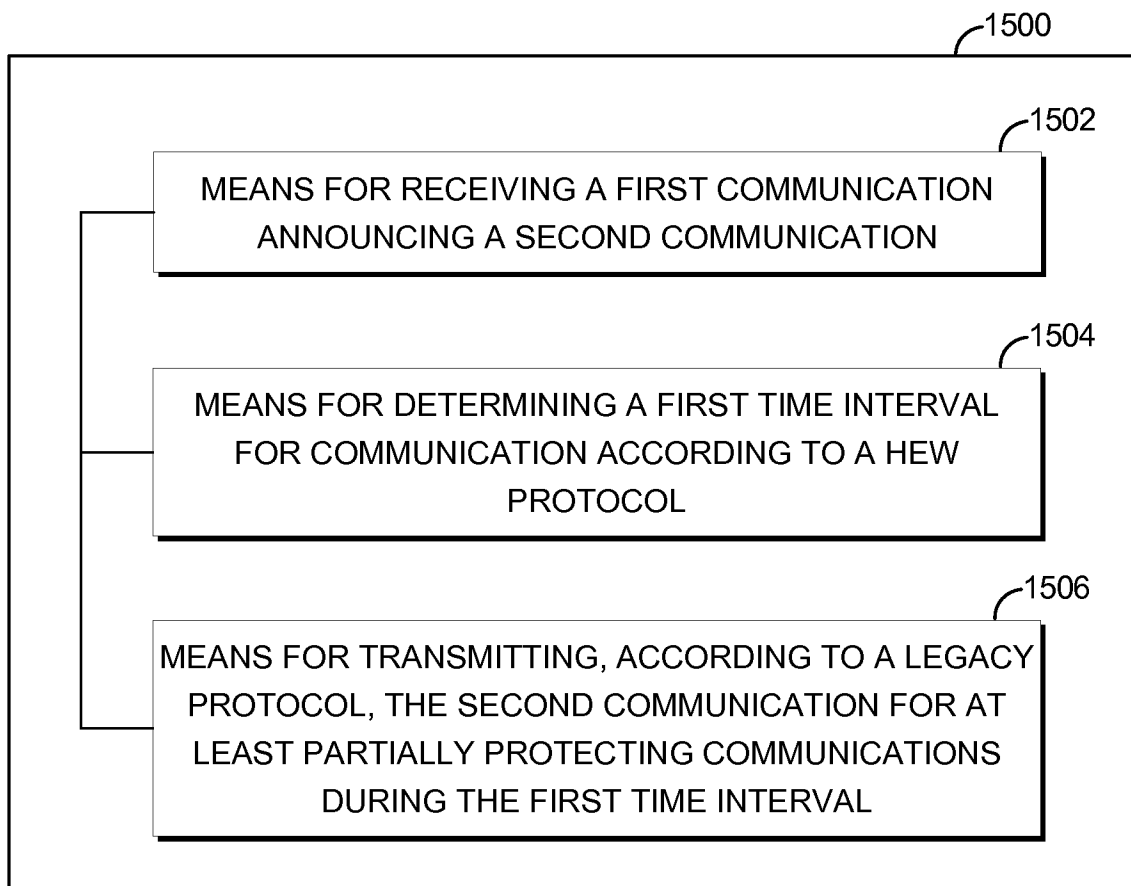 1500
1502
MEANS FOR RECEIVING A FIRST COMMUNICATION
ANNOUNCING A SECOND COMMUNICATION
1504
MEANS FOR DETERMINING A FIRST TIME INTERVAL
FOR COMMUNICATION ACCORDING TO A HEW
PROTOCOL
1506
MEANS FOR TRANSMITTING, ACCORDING TO A LEGACY
PROTOCOL, THE SECOND COMMUNICATION FOR AT
LEAST PARTIALLY PROTECTING COMMUNICATIONS
DURING THE FIRST TIME INTERVAL